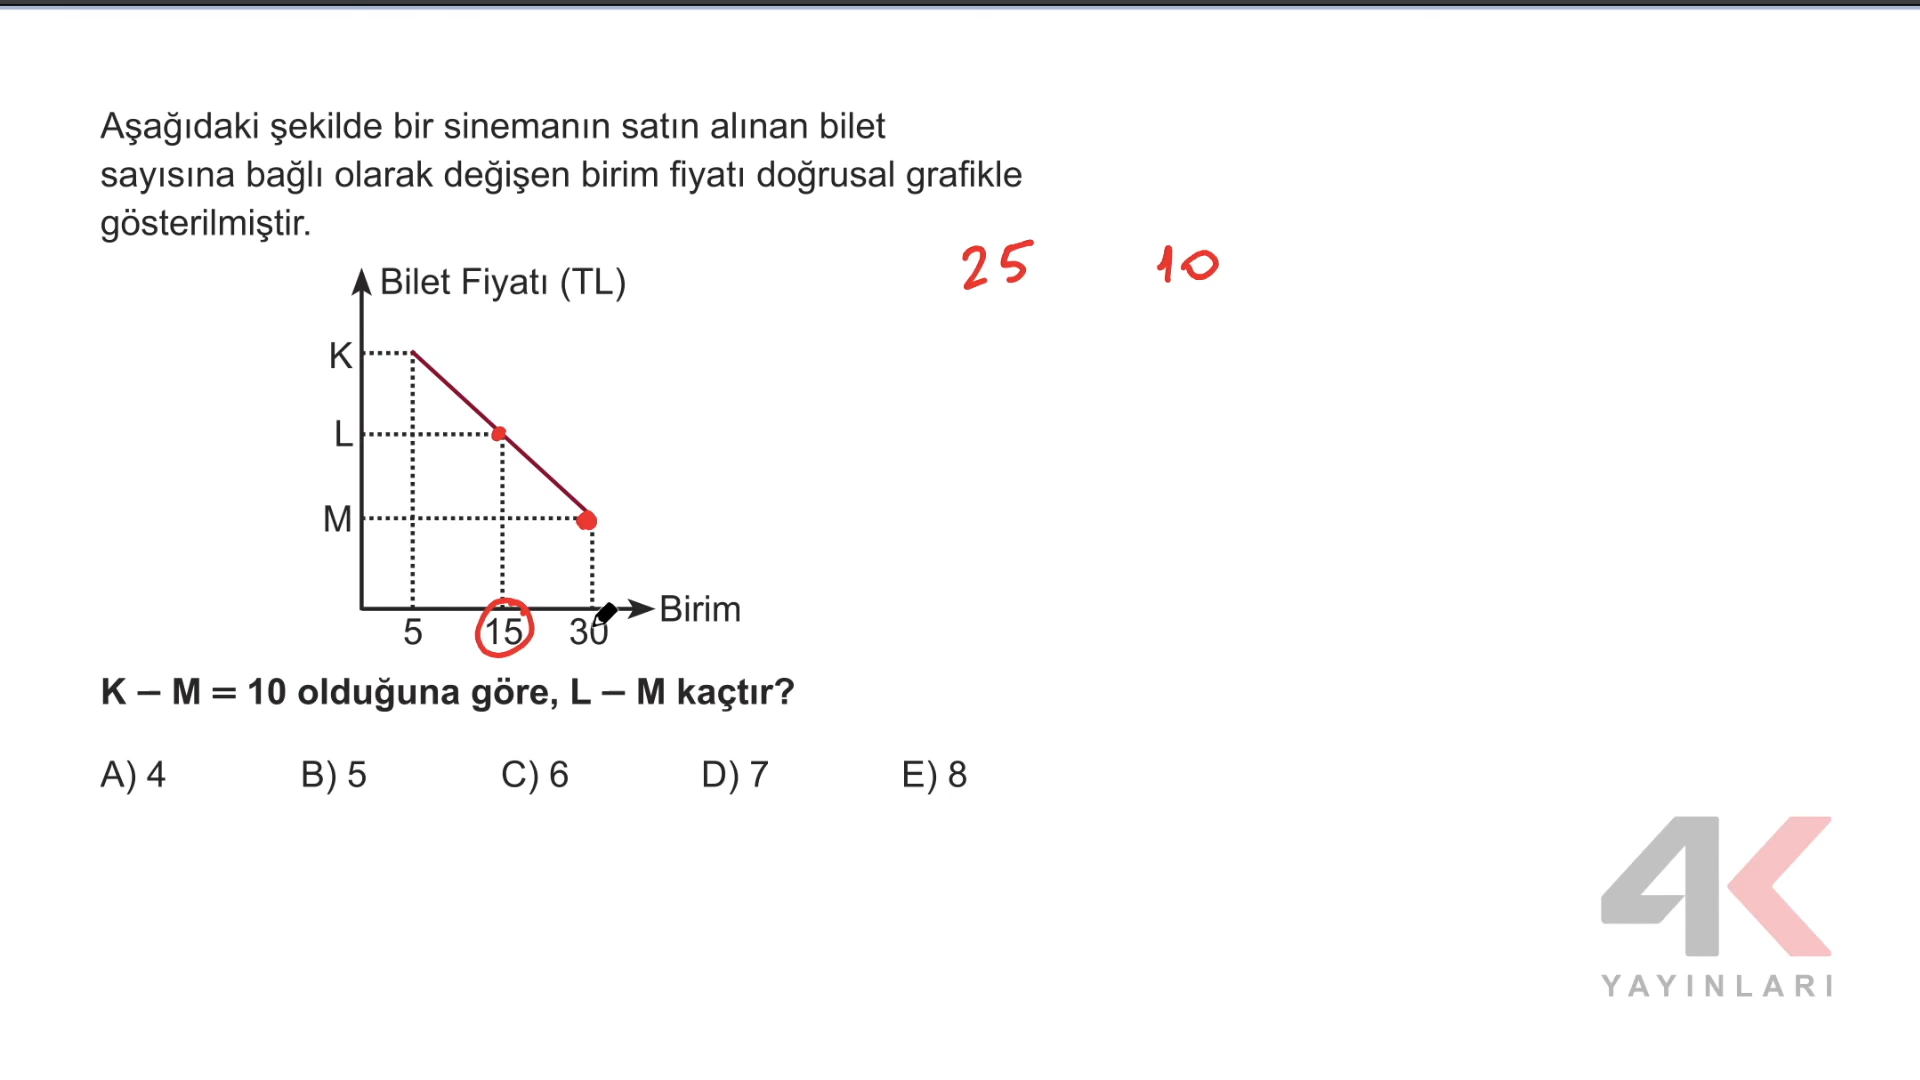 Aşağıdaki şekilde bir sinemanın satın alınan bilet
sayısına bağlı olarak değişen birim fiyatı doğrusal grafikle
gösterilmiştir.
25 10
Bilet Fiyatı (TL)
K
L
M
Birim
5 15 30
K – M = 10 olduğuna göre, L – M kaçtır?
A) 4 B) 5 C) 6 D) 7 E) 8
4K
YAYINLARI